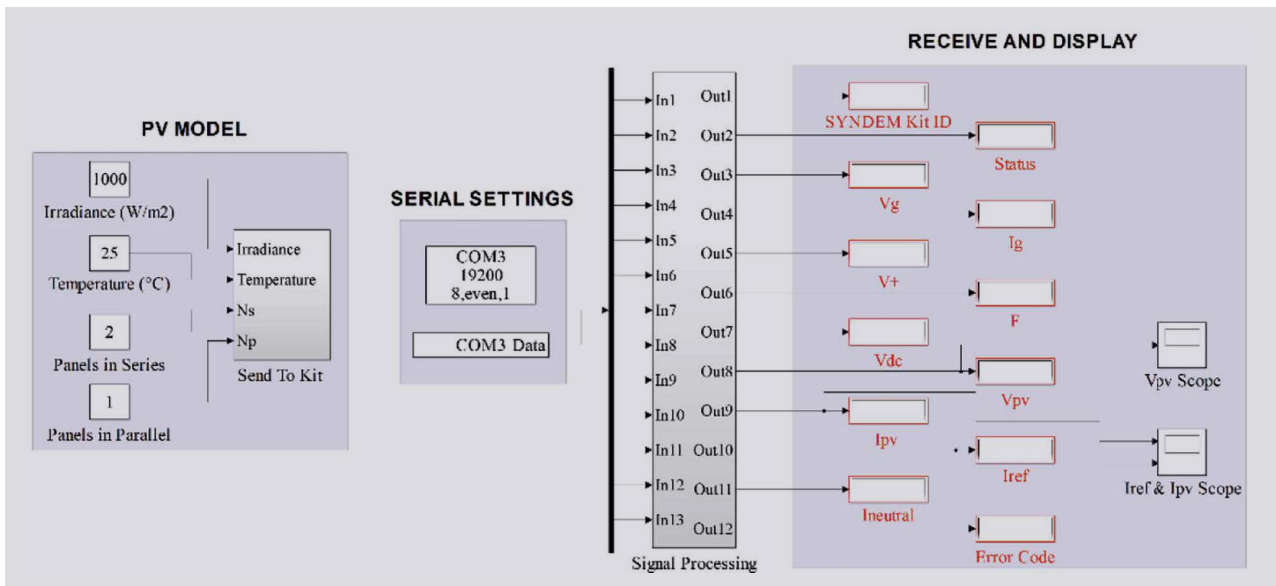 PV MODEL
1000
Irradiance (W/m2)
25
Temperature (°C)
2
Panels in Series
1
Panels in Parallel
Irradiance
Temperature
Ns
Np
Send To Kit
SERIAL SETTINGS
COM3
19200
8,even,1
COM3 Data
In1
In2
In3
In4
In5
In6
In7
In8
In9
In10
In11
In12
In13
Out1
Out2
Out3
Out4
Out5
Out6
Out7
Out8
Out9
Out10
Out11
Out12
Signal Processing
RECEIVE AND DISPLAY
SYNDEM Kit ID
Status
Vg
Ig
V+
F
Vdc
Vpv
Ipv
Iref
Ineutral
Error Code
Vpv Scope
Iref & Ipv Scope